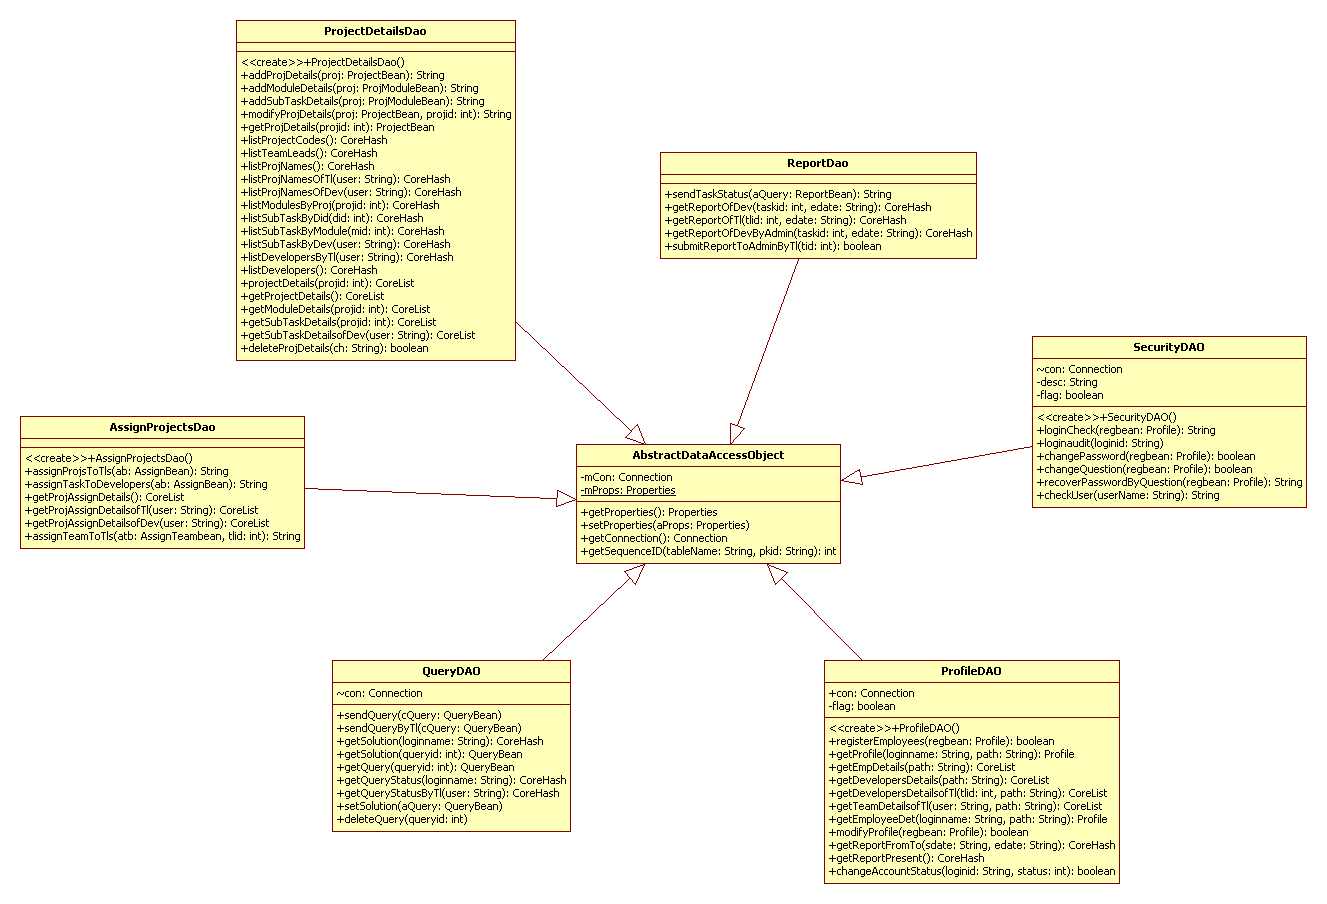 ProjectDetailsDao
<<create>>+ProjectDetailsDao()
+addProjDetails(proj: ProjectBean): String
+addModuleDetails(proj: ProjModuleBean): String
+addSubTaskDetails(proj: ProjModuleBean): String
+modifyProjDetails(proj: ProjectBean, projid: int): String
+getProjDetails(projid: int): ProjectBean
+listProjectCodes(): CoreHash
+listTeamLeads(): CoreHash
+listProjNames(): CoreHash
+listProjNamesOfTl(user: String): CoreHash
+listProjNamesOfDev(user: String): CoreHash
+listModulesByProj(projid: int): CoreHash
+listSubTaskByDid(did: int): CoreHash
+listSubTaskByModule(mid: int): CoreHash
+listSubTaskByDev(user: String): CoreHash
+listDevelopersByTl(user: String): CoreHash
+listDevelopers(): CoreHash
+projectDetails(projid: int): CoreList
+getProjectDetails(): CoreList
+getModuleDetails(projid: int): CoreList
+getSubTaskDetails(projid: int): CoreList
+getSubTaskDetailsofDev(user: String): CoreList
+deleteProjDetails(ch: String): boolean
ReportDao
+sendTaskStatus(aQuery: ReportBean): String
+getReportOfDev(taskid: int, edate: String): CoreHash
+getReportOfTl(tlid: int, edate: String): CoreHash
+getReportOfDevByAdmin(taskid: int, edate: String): CoreHash
+submitReportToAdminByTl(tid: int): boolean
SecurityDAO
~con: Connection
-desc: String
-flag: boolean
<<create>>+SecurityDAO()
+loginCheck(regbean: Profile): String
+loginaudit(loginid: String)
+changePassword(regbean: Profile): boolean
+changeQuestion(regbean: Profile): boolean
+recoverPasswordByQuestion(regbean: Profile): String
+checkUser(userName: String): String
AssignProjectsDao
<<create>>+AssignProjectsDao()
+assignProjsToTls(ab: AssignBean): String
+assignTaskToDevelopers(ab: AssignBean): String
+getProjAssignDetails(): CoreList
+getProjAssignDetailsofTl(user: String): CoreList
+getProjAssignDetailsofDev(user: String): CoreList
+assignTeamToTls(atb: AssignTeambean, tlid: int): String
AbstractDataAccessObject
-mCon: Connection
-mProps: Properties
+getProperties(): Properties
+setProperties(aProps: Properties)
+getConnection(): Connection
+getSequenceID(tableName: String, pkid: String): int
QueryDAO
~con: Connection
+sendQuery(cQuery: QueryBean)
+sendQueryByTl(cQuery: QueryBean)
+getSolution(loginname: String): CoreHash
+getSolution(queryid: int): QueryBean
+getQuery(queryid: int): QueryBean
+getQueryStatus(loginname: String): CoreHash
+getQueryStatusByTl(user: String): CoreHash
+setSolution(aQuery: QueryBean)
+deleteQuery(queryid: int)
ProfileDAO
+con: Connection
-flag: boolean
<<create>>+ProfileDAO()
+registerEmployees(regbean: Profile): boolean
+getProfile(loginname: String, path: String): Profile
+getEmpDetails(path: String): CoreList
+getDevelopersDetails(path: String): CoreList
+getDevelopersDetailsofTl(tlid: int, path: String): CoreList
+getTeamDetailsofTl(user: String, path: String): CoreList
+getEmployeeDet(loginname: String, path: String): Profile
+modifyProfile(regbean: Profile): boolean
+getReportFromTo(sdate: String, edate: String): CoreHash
+getReportPresent(): CoreHash
+changeAccountStatus(loginid: String, status: int): boolean